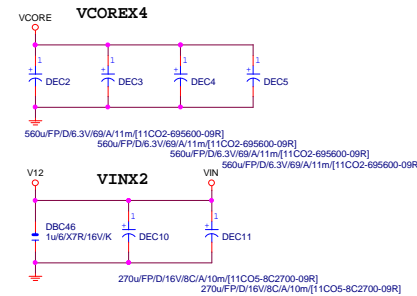 VCOREX4
VCORE
1 1 1 1
+ + + +
DEC2 DEC3 DEC4 DEC5
560u/FP/D/6.3V/69/A/11m/[11CO2-695600-09R]
560u/FP/D/6.3V/69/A/11m/[11CO2-695600-09R]
560u/FP/D/6.3V/69/A/11m/[11CO2-695600-09R]
560u/FP/D/6.3V/69/A/11m/[11CO2-695600-09R]
V12 VINX2 VIN
1 1
+ +
DBC46
1u/6/X7R/16V/K
DEC10 DEC11
270u/FP/D/16V/8C/A/10m/[11CO5-8C2700-09R]
270u/FP/D/16V/8C/A/10m/[11CO5-8C2700-09R]